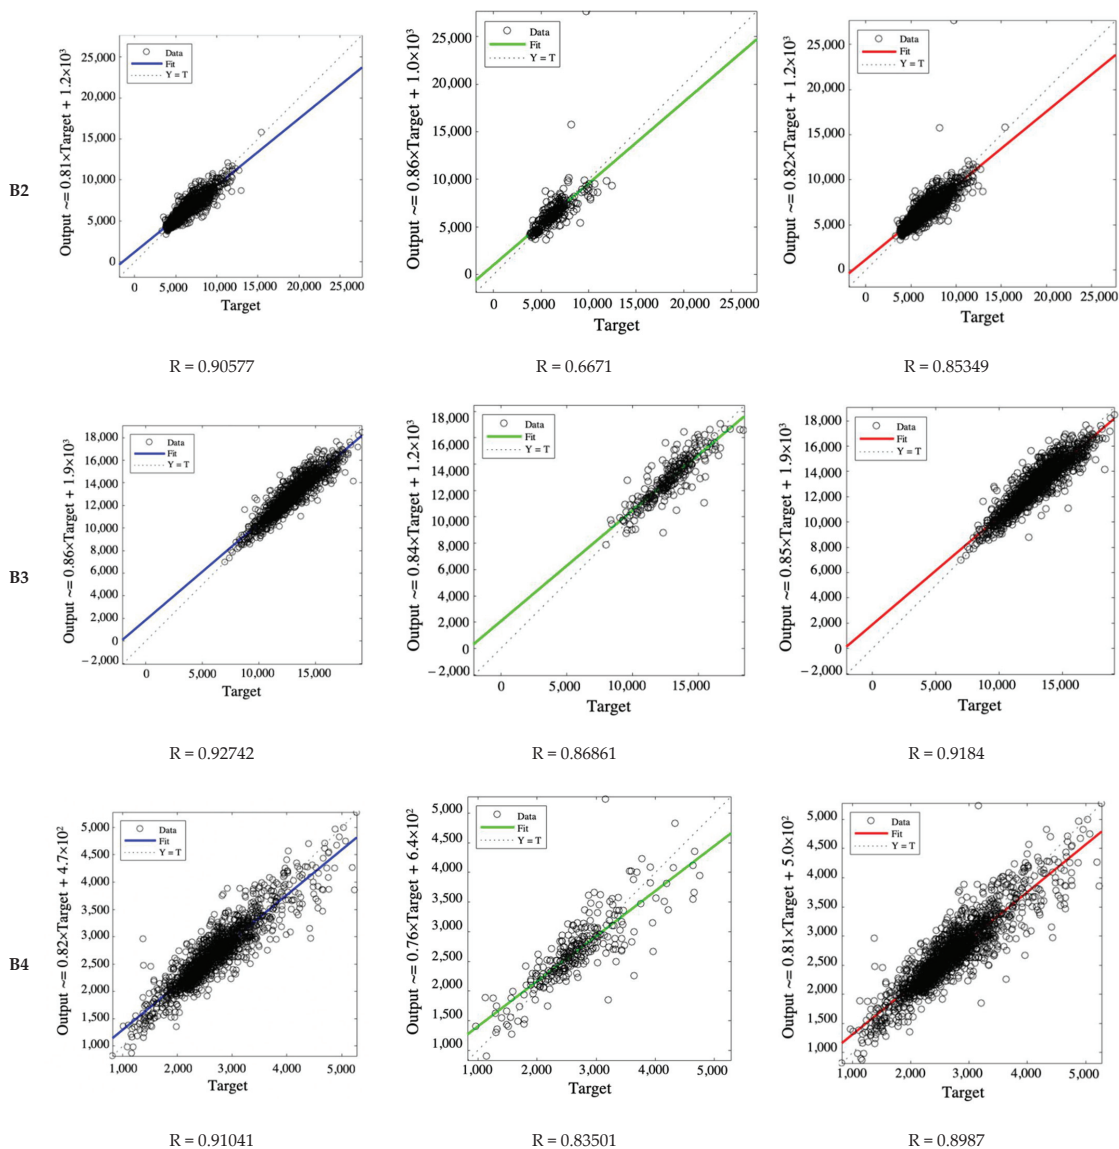 B2
Output ~= 0.81×Target + 1.2×10³
25,000
20,000
15,000
10,000
5,000
0
Data
Fit
Y = T
0 5,000 10,000 15,000 20,000 25,000
Target
R = 0.90577
Output ~= 0.86×Target + 1.0×10³
25,000
20,000
15,000
10,000
5,000
0
Data
Fit
Y = T
0 5,000 10,000 15,000 20,000 25,000
Target
R = 0.6671
Output ~= 0.82×Target + 1.2×10³
25,000
20,000
15,000
10,000
5,000
0
Data
Fit
Y = T
0 5,000 10,000 15,000 20,000 25,000
Target
R = 0.85349
B3
Output ~= 0.86×Target + 1.9×10³
18,000
16,000
14,000
12,000
10,000
8,000
6,000
4,000
2,000
0
−2,000
Data
Fit
Y = T
0 5,000 10,000 15,000
Target
R = 0.92742
Output ~= 0.84×Target + 1.2×10³
18,000
16,000
14,000
12,000
10,000
8,000
6,000
4,000
2,000
0
−2,000
Data
Fit
Y = T
0 5,000 10,000 15,000
Target
R = 0.86861
Output ~= 0.85×Target + 1.9×10³
18,000
16,000
14,000
12,000
10,000
8,000
6,000
4,000
2,000
0
−2,000
Data
Fit
Y = T
0 5,000 10,000 15,000
Target
R = 0.9184
B4
Output ~= 0.82×Target + 4.7×10²
5,000
4,500
4,000
3,500
3,000
2,500
2,000
1,500
1,000
Data
Fit
Y = T
1,000 2,000 3,000 4,000 5,000
Target
R = 0.91041
Output ~= 0.76×Target + 6.4×10²
5,000
4,500
4,000
3,500
3,000
2,500
2,000
1,500
1,000
Data
Fit
Y = T
1,000 2,000 3,000 4,000 5,000
Target
R = 0.83501
Output ~= 0.81×Target + 5.0×10²
5,000
4,500
4,000
3,500
3,000
2,500
2,000
1,500
1,000
Data
Fit
Y = T
1,000 2,000 3,000 4,000 5,000
Target
R = 0.8987